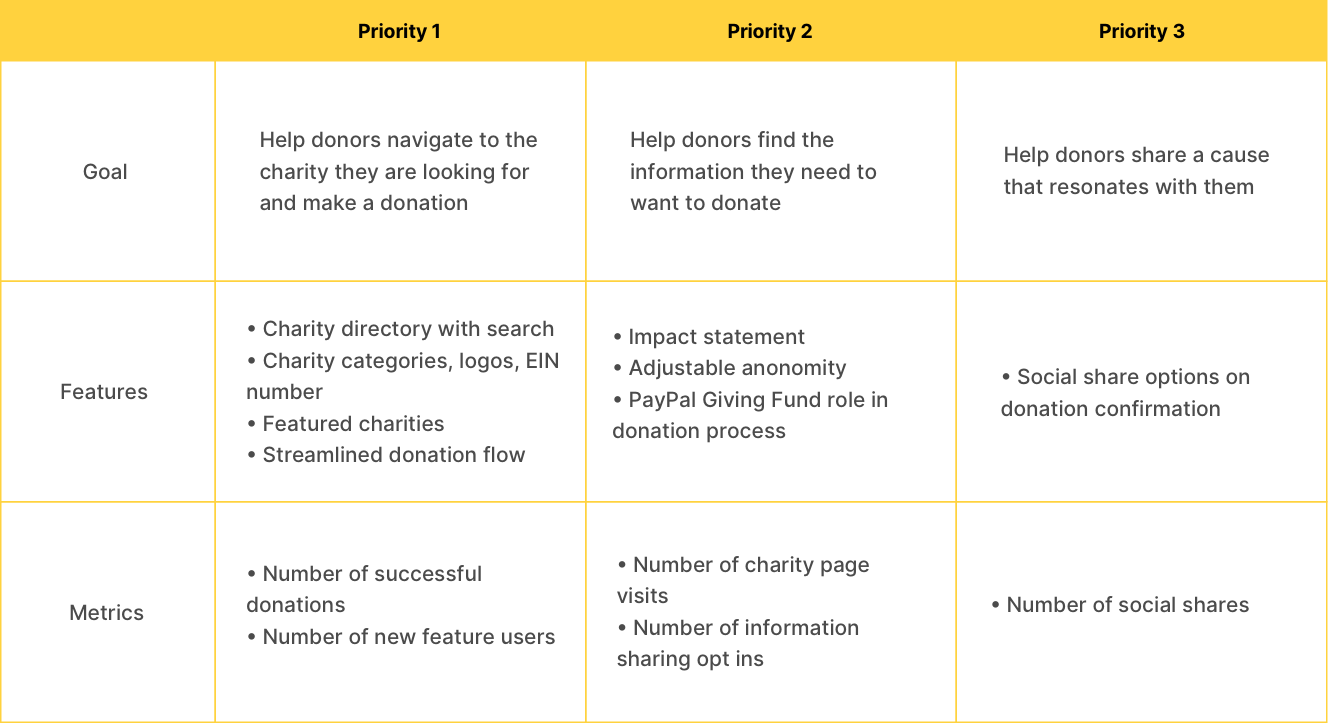 Priority 1
Priority 2
Priority 3
Goal
Help donors navigate to the
charity they are looking for
and make a donation
Help donors find the
information they need to
want to donate
Help donors share a cause
that resonates with them
Features
• Charity directory with search
• Charity categories, logos, EIN
number
• Featured charities
• Streamlined donation flow
• Impact statement
• Adjustable anonomity
• PayPal Giving Fund role in
donation process
• Social share options on
donation confirmation
Metrics
• Number of successful
donations
• Number of new feature users
• Number of charity page
visits
• Number of information
sharing opt ins
• Number of social shares